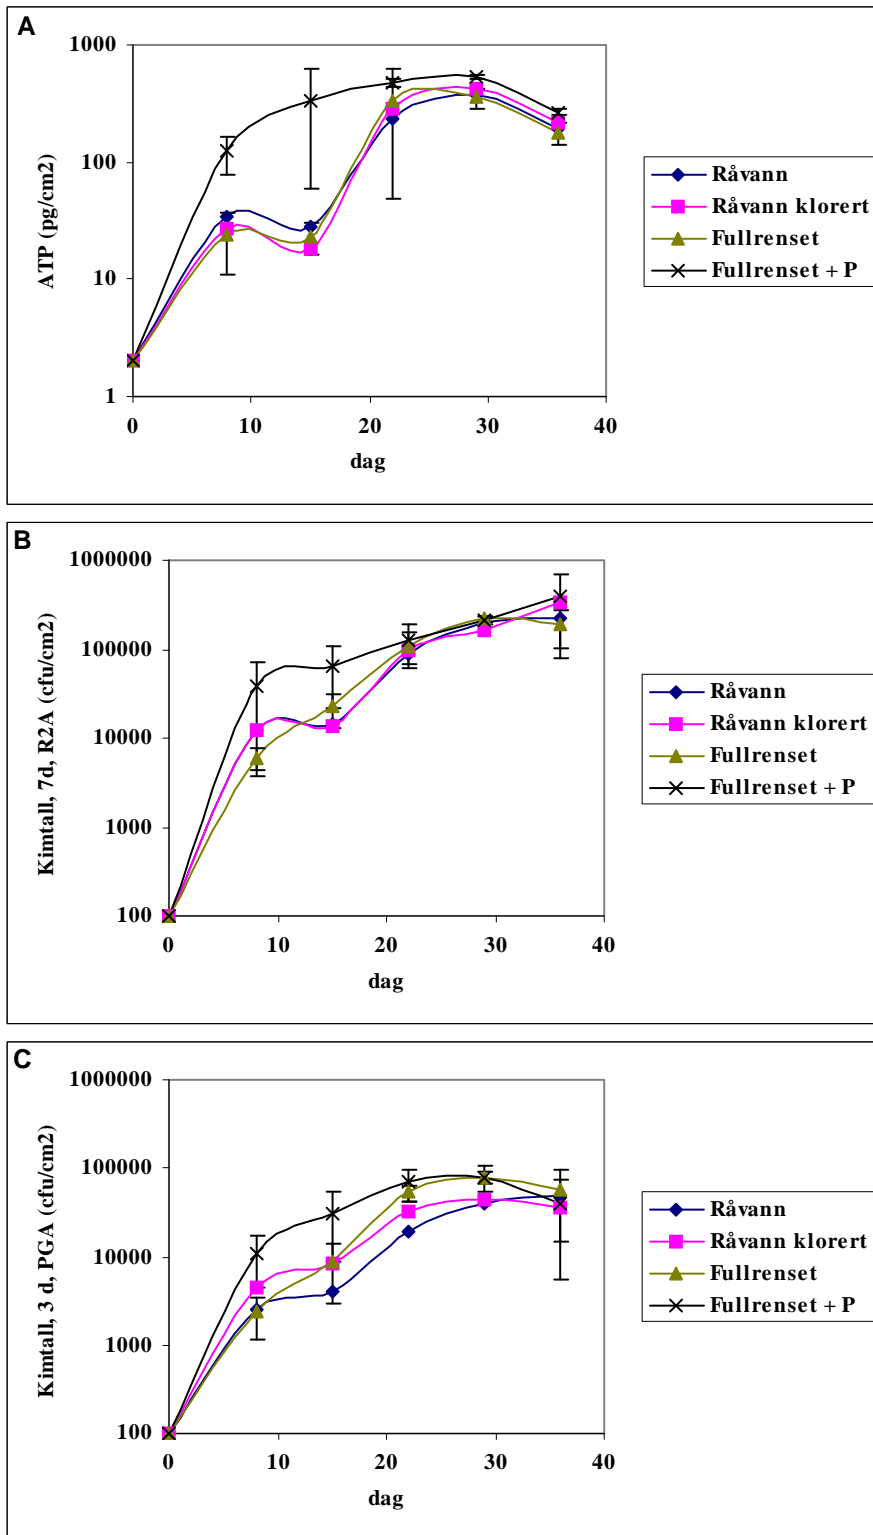 A
1000
100
10
1
ATP (pg/cm2)
0 10 20 30 40
dag
Råvann
Råvann klorert
Fullrenset
Fullrenset + P
B
1000000
100000
10000
1000
100
Kimtall, 7d, R2A (cfu/cm2)
0 10 20 30 40
dag
Råvann
Råvann klorert
Fullrenset
Fullrenset + P
C
1000000
100000
10000
1000
100
Kimtall, 3 d, PGA (cfu/cm2)
0 10 20 30 40
dag
Råvann
Råvann klorert
Fullrenset
Fullrenset + P